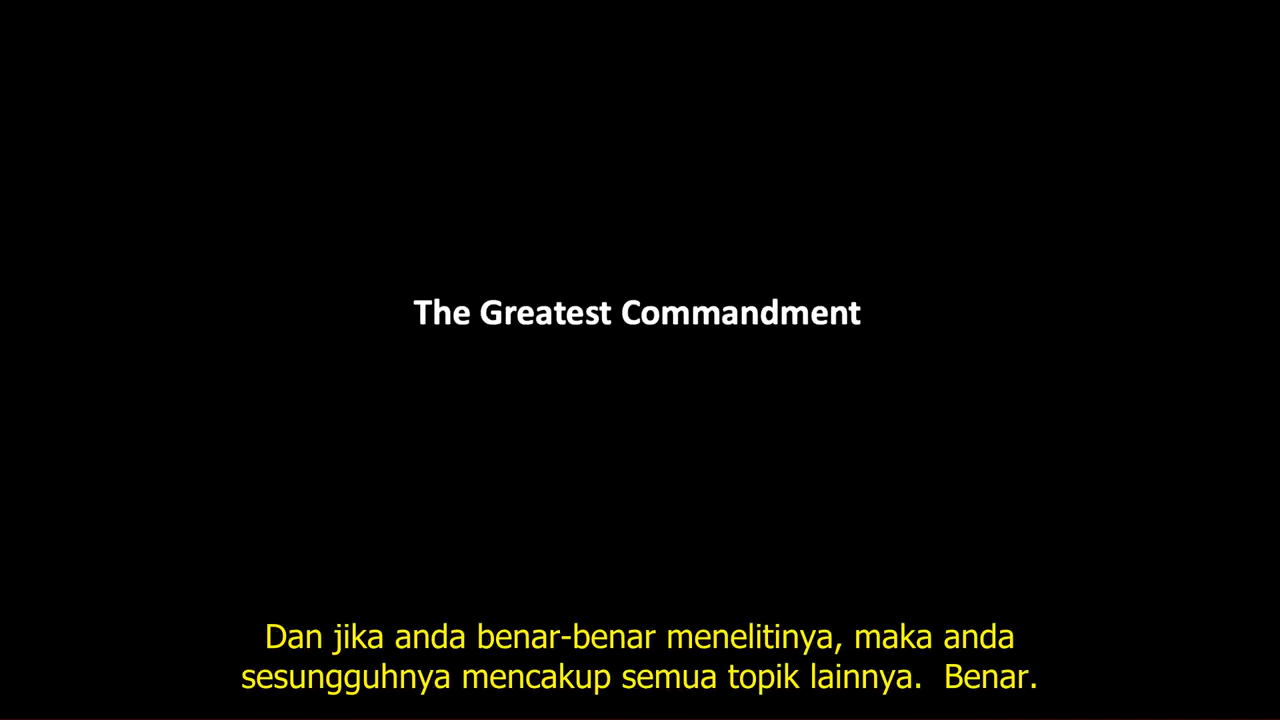 The Greatest Commandment
Dan jika anda benar-benar menelitinya, maka anda
sesungguhnya mencakup semua topik lainnya.  Benar.